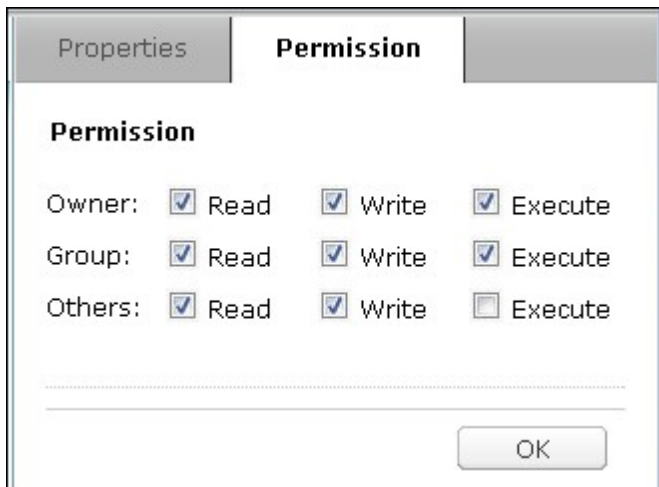 Properties Permission
Permission
Owner: Read Write Execute
Group: Read Write Execute
Others: Read Write Execute
OK